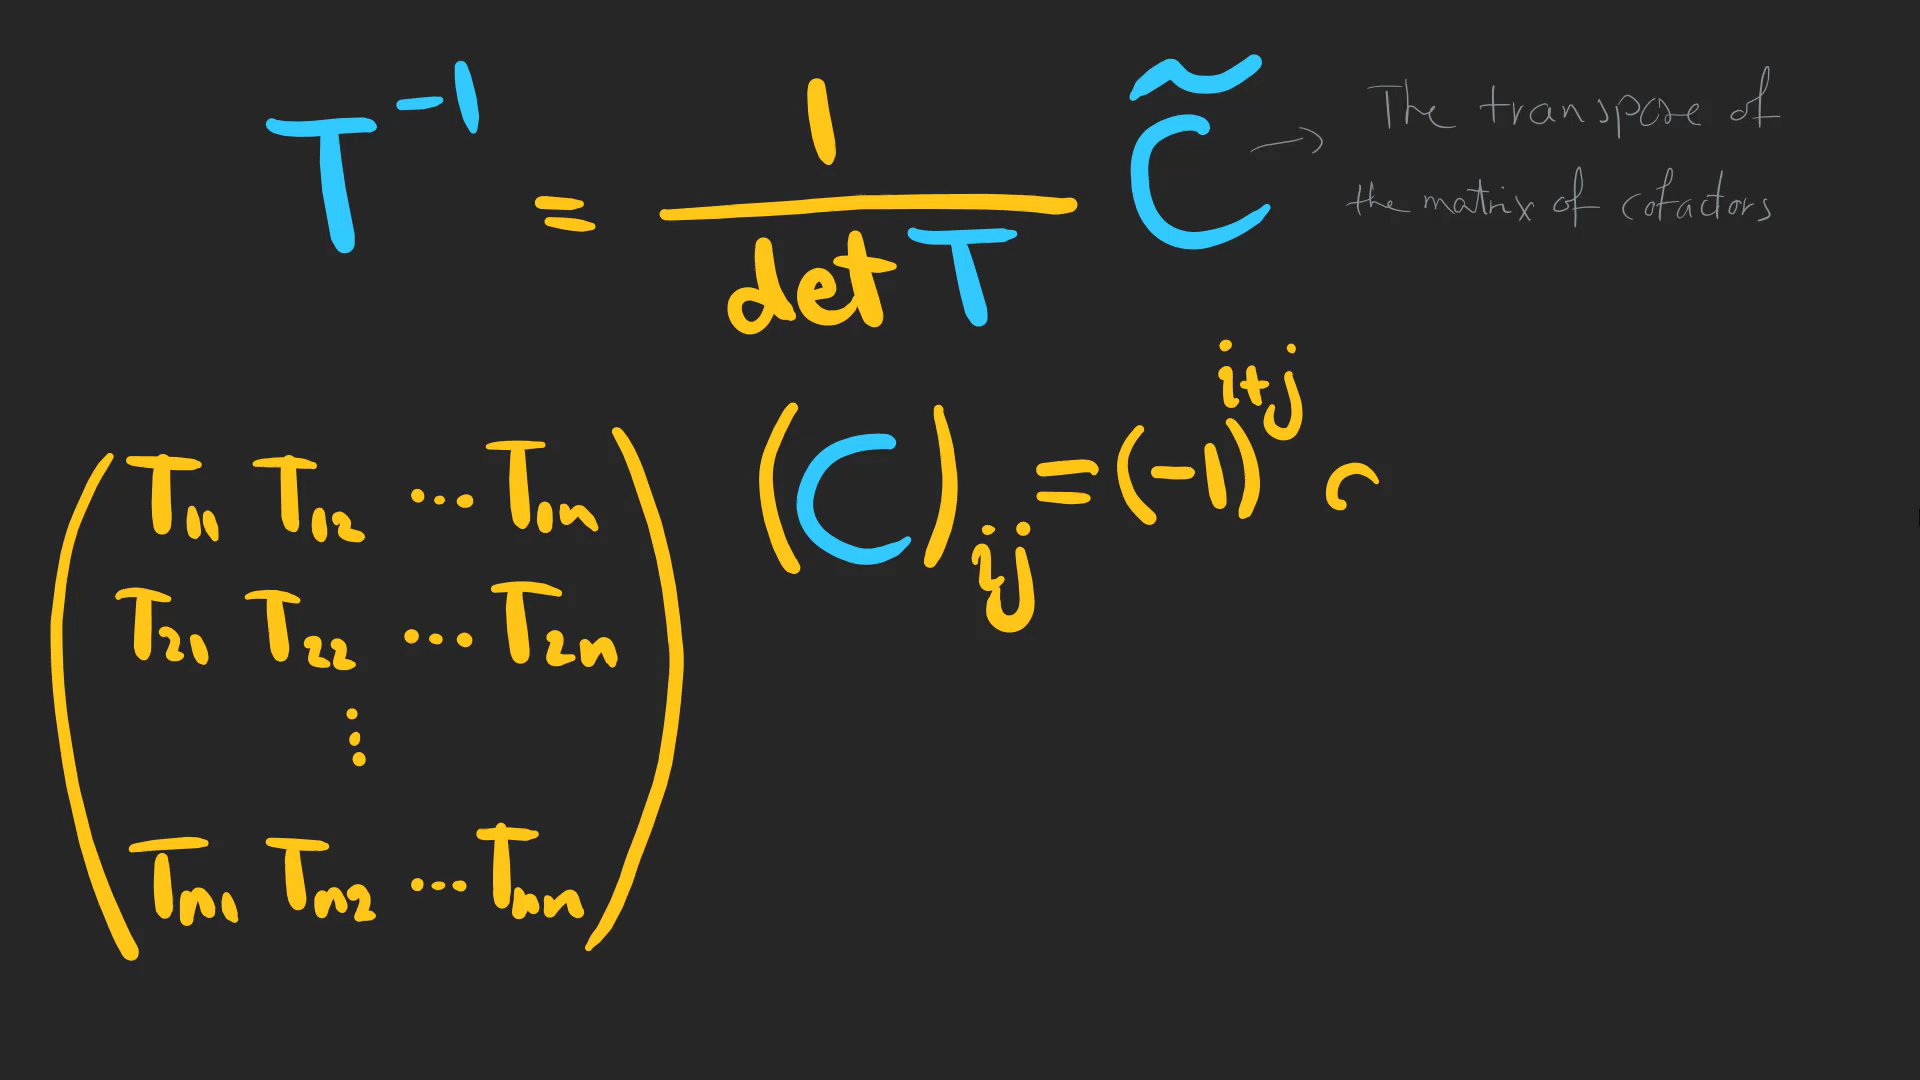 T⁻¹ = 1 / det T C̃ → The transpose of
the matrix of cofactors
(C)ᵢⱼ = (-1)ⁱ⁺ʲ
T₁₁ T₁₂ ... T₁ₙ
T₂₁ T₂₂ ... T₂ₙ
⋮
Tₙ₁ Tₙ₂ ... Tₙₙ